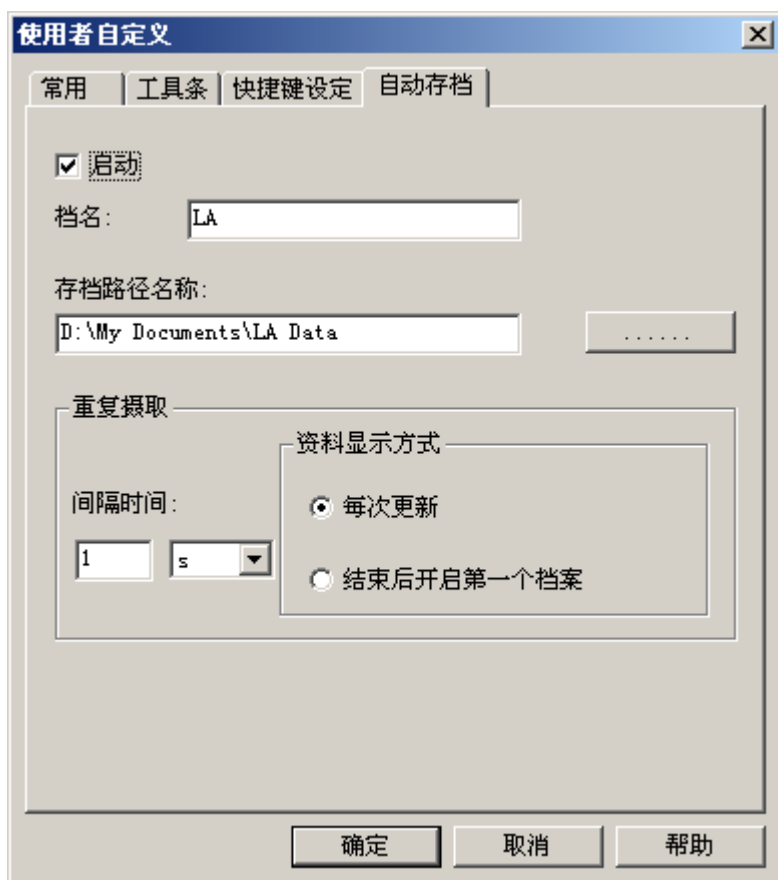 使用者自定义
常用 工具条 快捷键设定 自动存档
启动
档名: LA
存档路径名称:
D:\My Documents\LA Data ......
重复摄取
资料显示方式
间隔时间:
每次更新
1 s
结束后开启第一个档案
确定 取消 帮助